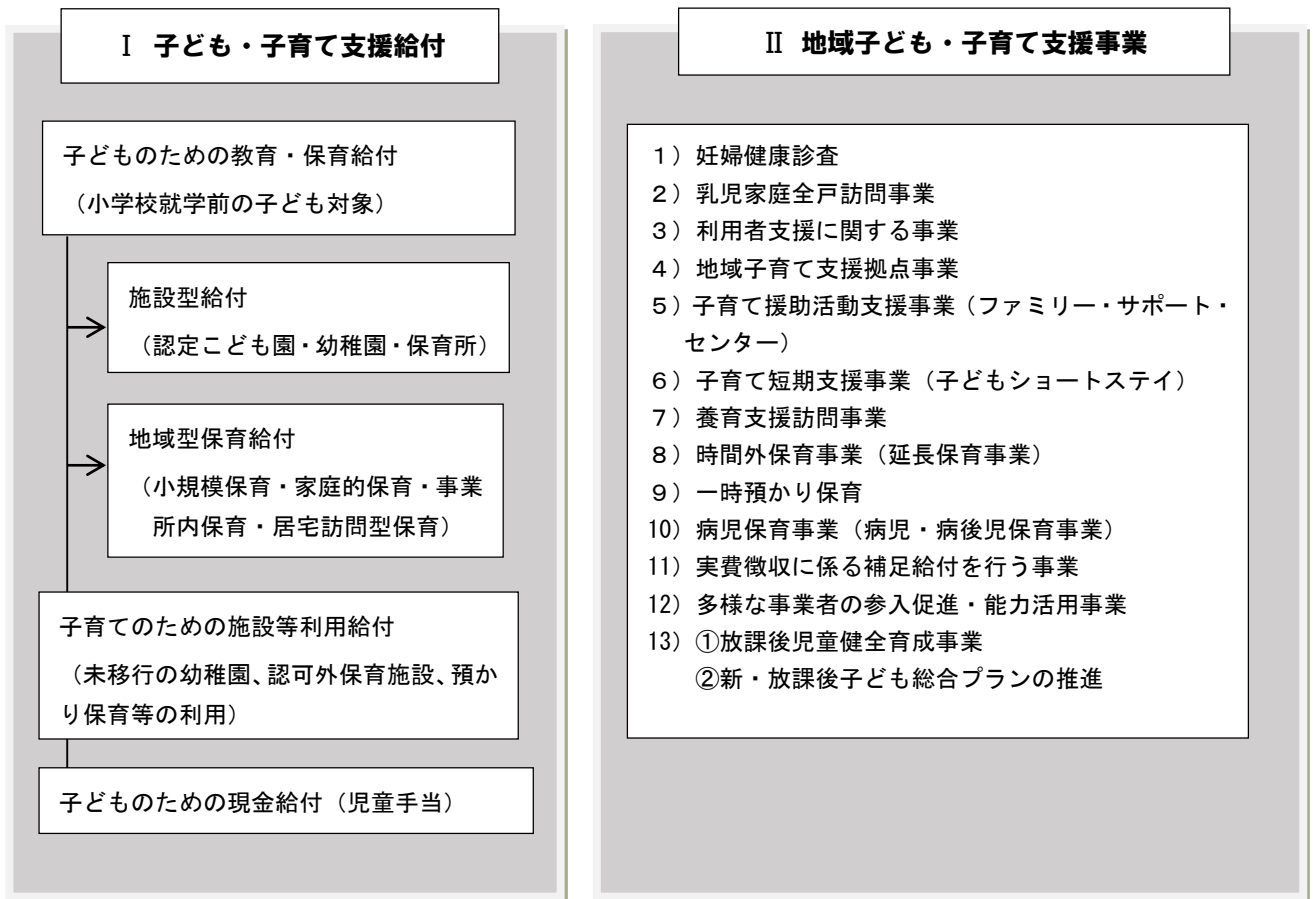 Ⅰ 子ども・子育て支援給付
子どものための教育・保育給付
（小学校就学前の子ども対象）
施設型給付
（認定こども園・幼稚園・保育所）
地域型保育給付
（小規模保育・家庭的保育・事業
所内保育・居宅訪問型保育）
子育てのための施設等利用給付
（未移行の幼稚園、認可外保育施設、預か
り保育等の利用）
子どものための現金給付（児童手当）
Ⅱ 地域子ども・子育て支援事業
１）妊婦健康診査
２）乳児家庭全戸訪問事業
３）利用者支援に関する事業
４）地域子育て支援拠点事業
５）子育て援助活動支援事業（ファミリー・サポート・
センター）
６）子育て短期支援事業（子どもショートステイ）
７）養育支援訪問事業
８）時間外保育事業（延長保育事業）
９）一時預かり保育
10）病児保育事業（病児・病後児保育事業）
11）実費徴収に係る補足給付を行う事業
12）多様な事業者の参入促進・能力活用事業
13）①放課後児童健全育成事業
②新・放課後子ども総合プランの推進